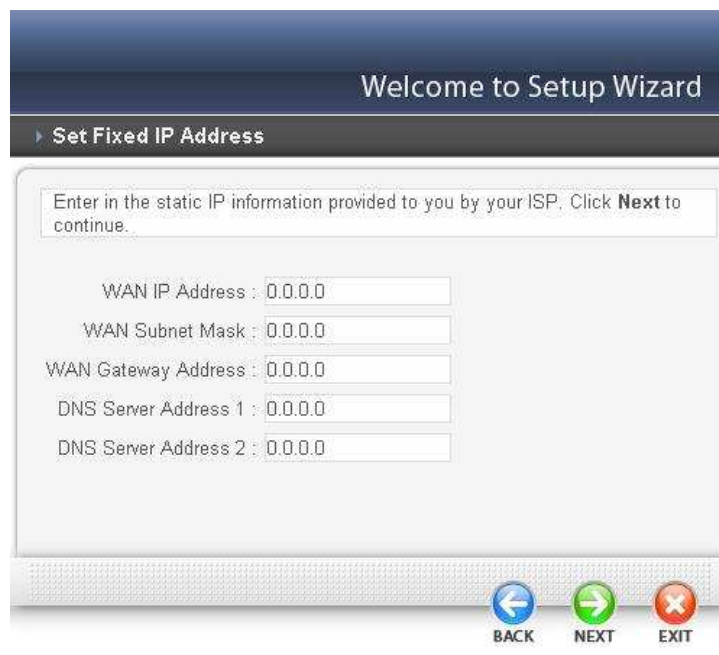 Welcome to Setup Wizard
Set Fixed IP Address
Enter in the static IP information provided to you by your ISP. Click Next to
continue.
WAN IP Address : 0.0.0.0
WAN Subnet Mask : 0.0.0.0
WAN Gateway Address : 0.0.0.0
DNS Server Address 1 : 0.0.0.0
DNS Server Address 2 : 0.0.0.0
BACK NEXT EXIT